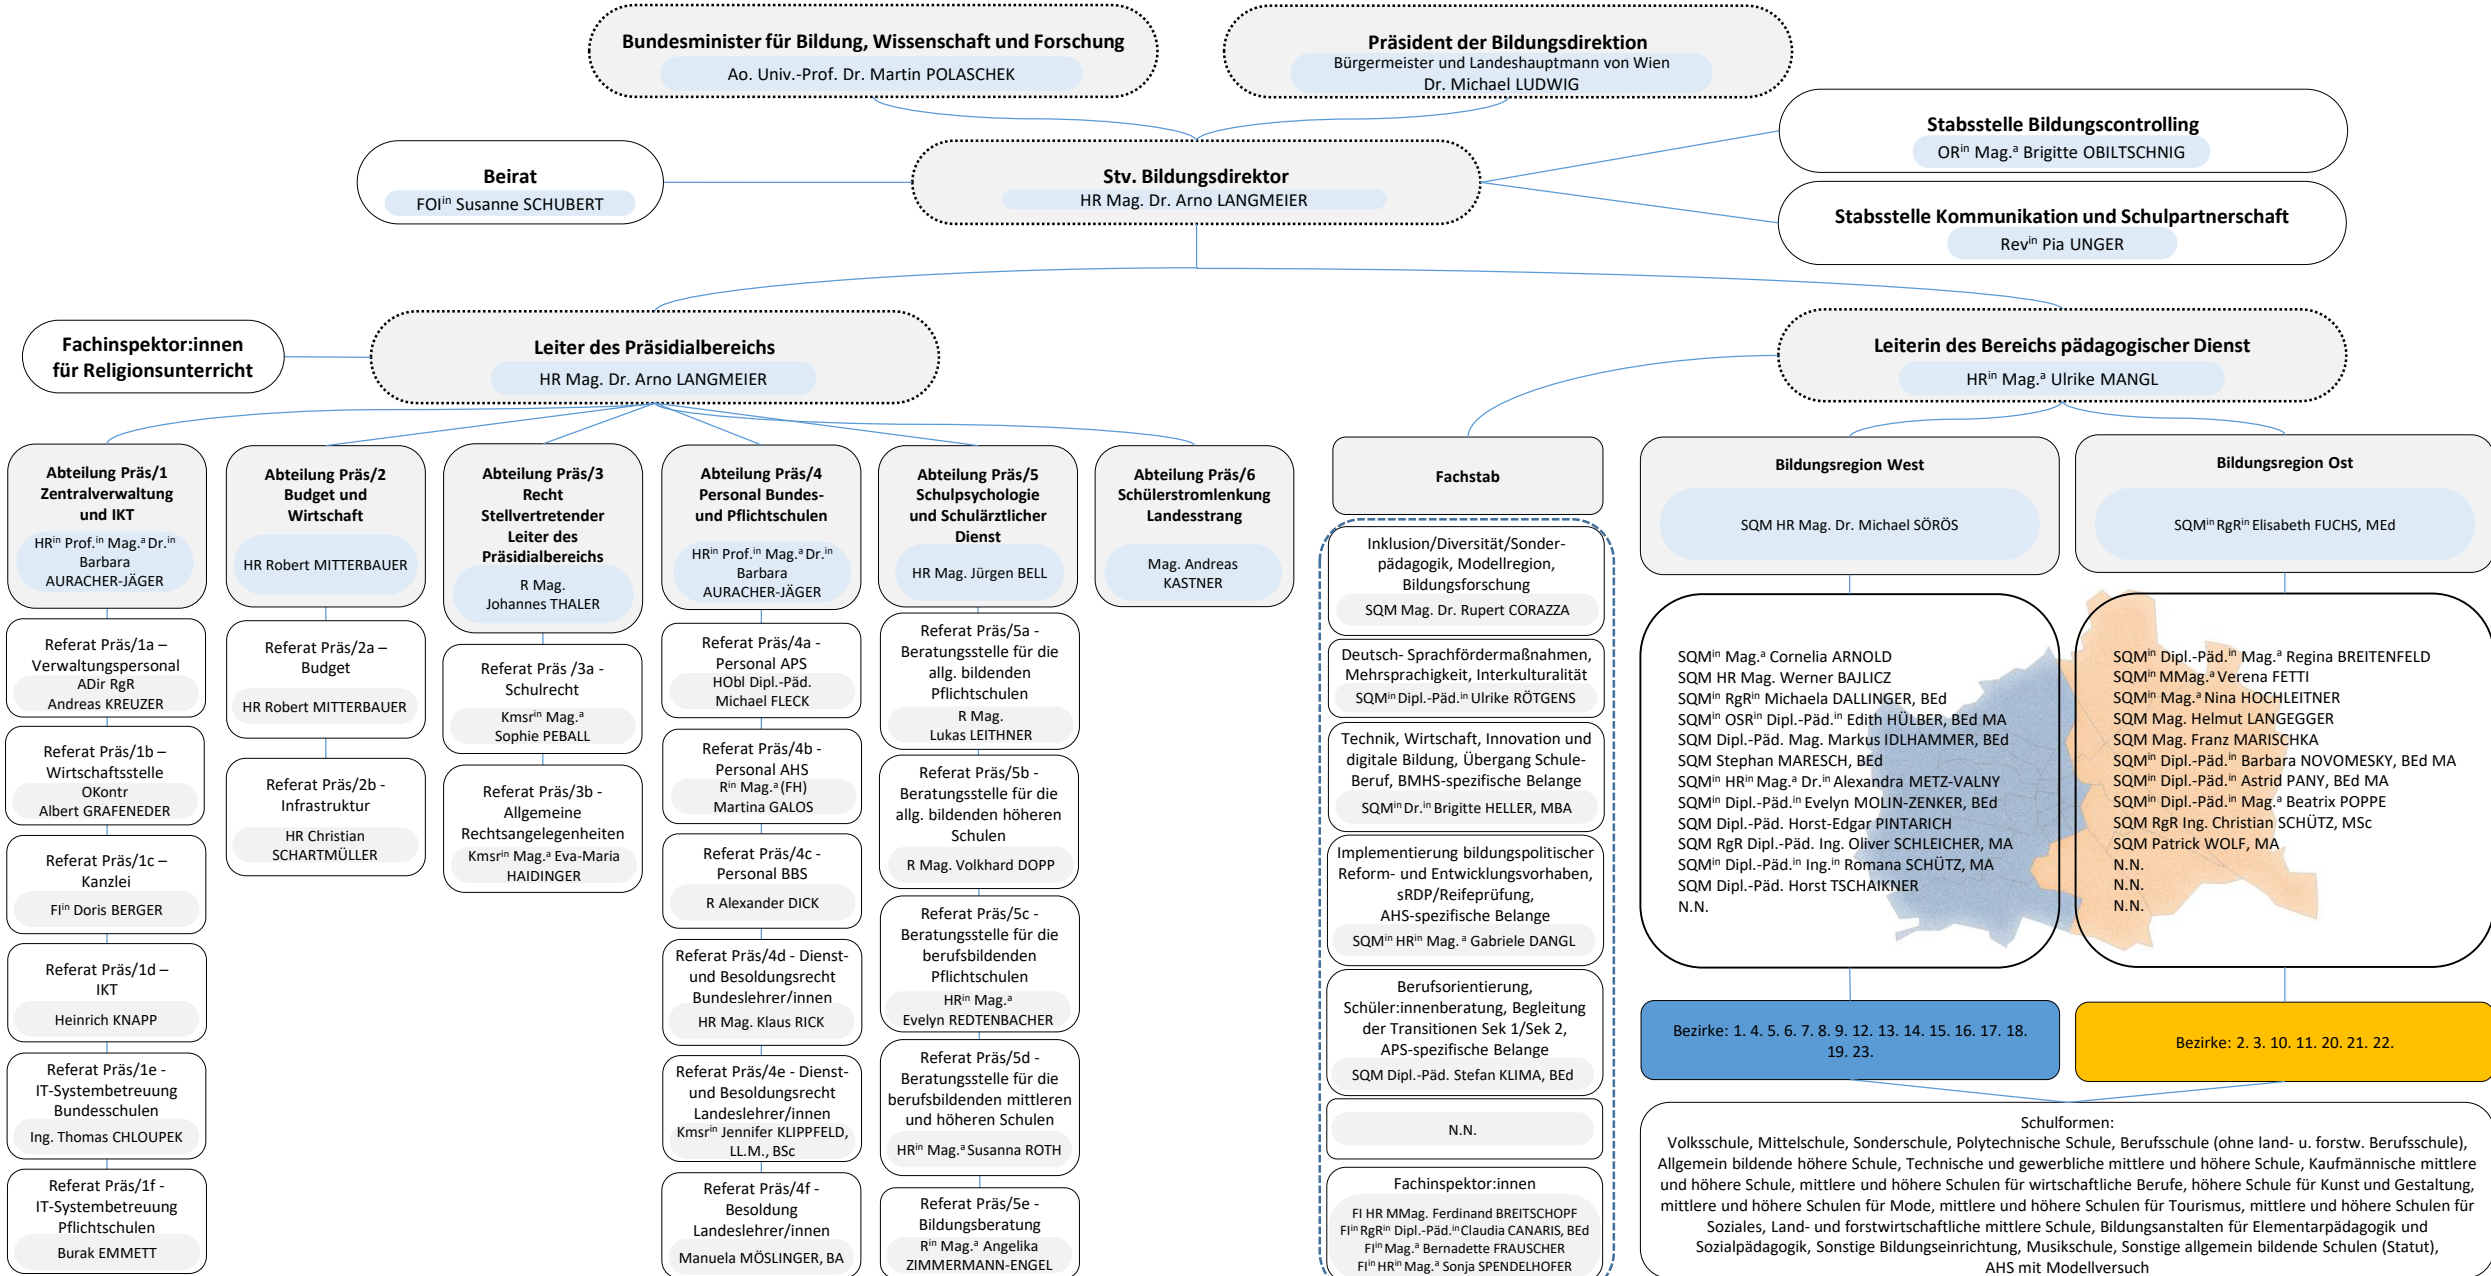 Bundesminister für Bildung, Wissenschaft und Forschung
Ao. Univ.-Prof. Dr. Martin POLASCHEK
Präsident der Bildungsdirektion
Bürgermeister und Landeshauptmann von Wien
Dr. Michael LUDWIG
Beirat
FOIⁱⁿ Susanne SCHUBERT
Stv. Bildungsdirektor
HR Mag. Dr. Arno LANGMEIER
Stabsstelle Bildungscontrolling
ORⁱⁿ Mag.ᵃ Brigitte OBILTSCHNIG
Stabsstelle Kommunikation und Schulpartnerschaft
Revⁱⁿ Pia UNGER
Fachinspektor:innen
für Religionsunterricht
Leiter des Präsidialbereichs
HR Mag. Dr. Arno LANGMEIER
Leiterin des Bereichs pädagogischer Dienst
HRⁱⁿ Mag.ᵃ Ulrike MANGL
Abteilung Präs/1
Zentralverwaltung
und IKT
HRⁱⁿ Prof.ⁱⁿ Mag.ᵃ Dr.ⁱⁿ
Barbara
AURACHER-JÄGER
Referat Präs/1a –
Verwaltungspersonal
ADir RgR
Andreas KREUZER
Referat Präs/1b –
Wirtschaftsstelle
OKontr
Albert GRAFENEDER
Referat Präs/1c –
Kanzlei
FIⁱⁿ Doris BERGER
Referat Präs/1d –
IKT
Heinrich KNAPP
Referat Präs/1e -
IT-Systembetreuung
Bundesschulen
Ing. Thomas CHLOUPEK
Referat Präs/1f -
IT-Systembetreuung
Pflichtschulen
Burak EMMETT
Abteilung Präs/2
Budget und
Wirtschaft
HR Robert MITTERBAUER
Referat Präs/2a –
Budget
HR Robert MITTERBAUER
Referat Präs/2b -
Infrastruktur
HR Christian
SCHARTMÜLLER
Abteilung Präs/3
Recht
Stellvertretender
Leiter des
Präsidialbereichs
R Mag.
Johannes THALER
Referat Präs /3a -
Schulrecht
Kmsrⁱⁿ Mag.ᵃ
Sophie PEBALL
Referat Präs/3b -
Allgemeine
Rechtsangelegenheiten
Kmsrⁱⁿ Mag.ᵃ Eva-Maria
HAIDINGER
Abteilung Präs/4
Personal Bundes-
und Pflichtschulen
HRⁱⁿ Prof.ⁱⁿ Mag.ᵃ Dr.ⁱⁿ
Barbara
AURACHER-JÄGER
Referat Präs/4a -
Personal APS
HObl Dipl.-Päd.
Michael FLECK
Referat Präs/4b -
Personal AHS
Rⁱⁿ Mag.ᵃ (FH)
Martina GALOS
Referat Präs/4c -
Personal BBS
R Alexander DICK
Referat Präs/4d - Dienst-
und Besoldungsrecht
Bundeslehrer/innen
HR Mag. Klaus RICK
Referat Präs/4e - Dienst-
und Besoldungsrecht
Landeslehrer/innen
Kmsrⁱⁿ Jennifer KLIPPFELD,
LL.M., BSc
Referat Präs/4f -
Besoldung
Landeslehrer/innen
Manuela MÖSLINGER, BA
Abteilung Präs/5
Schulpsychologie
und Schulärztlicher
Dienst
HR Mag. Jürgen BELL
Referat Präs/5a -
Beratungsstelle für die
allg. bildenden
Pflichtschulen
R Mag.
Lukas LEITHNER
Referat Präs/5b -
Beratungsstelle für die
allg. bildenden höheren
Schulen
R Mag. Volkhard DOPP
Referat Präs/5c -
Beratungsstelle für die
berufsbildenden
Pflichtschulen
HRⁱⁿ Mag.ᵃ
Evelyn REDTENBACHER
Referat Präs/5d -
Beratungsstelle für die
berufsbildenden mittleren
und höheren Schulen
HRⁱⁿ Mag.ᵃ Susanna ROTH
Referat Präs/5e -
Bildungsberatung
Rⁱⁿ Mag.ᵃ Angelika
ZIMMERMANN-ENGEL
Abteilung Präs/6
Schülerstromlenkung
Landesstrang
Mag. Andreas
KASTNER
Fachstab
Inklusion/Diversität/Sonder-
pädagogik, Modellregion,
Bildungsforschung
SQM Mag. Dr. Rupert CORAZZA
Deutsch- Sprachfördermaßnahmen,
Mehrsprachigkeit, Interkulturalität
SQMⁱⁿ Dipl.-Päd.ⁱⁿ Ulrike RÖTGENS
Technik, Wirtschaft, Innovation und
digitale Bildung, Übergang Schule-
Beruf, BMHS-spezifische Belange
SQMⁱⁿ Dr.ⁱⁿ Brigitte HELLER, MBA
Implementierung bildungspolitischer
Reform- und Entwicklungsvorhaben,
sRDP/Reifeprüfung,
AHS-spezifische Belange
SQMⁱⁿ HRⁱⁿ Mag. ᵃ Gabriele DANGL
Berufsorientierung,
Schüler:innenberatung, Begleitung
der Transitionen Sek 1/Sek 2,
APS-spezifische Belange
SQM Dipl.-Päd. Stefan KLIMA, BEd
N.N.
Fachinspektor:innen
FI HR MMag. Ferdinand BREITSCHOPF
FIⁱⁿ RgRⁱⁿ Dipl.-Päd.ⁱⁿ Claudia CANARIS, BEd
FIⁱⁿ Mag.ᵃ Bernadette FRAUSCHER
FIⁱⁿ HRⁱⁿ Mag.ᵃ Sonja SPENDELHOFER
Bildungsregion West
SQM HR Mag. Dr. Michael SÖRÖS
SQMⁱⁿ Mag.ᵃ Cornelia ARNOLD
SQM HR Mag. Werner BAJLICZ
SQMⁱⁿ RgRⁱⁿ Michaela DALLINGER, BEd
SQMⁱⁿ OSRⁱⁿ Dipl.-Päd.ⁱⁿ Edith HÜLBER, BEd MA
SQM Dipl.-Päd. Mag. Markus IDLHAMMER, BEd
SQM Stephan MARESCH, BEd
SQMⁱⁿ HRⁱⁿ Mag.ᵃ Dr.ⁱⁿ Alexandra METZ-VALNY
SQMⁱⁿ Dipl.-Päd.ⁱⁿ Evelyn MOLIN-ZENKER, BEd
SQM Dipl.-Päd. Horst-Edgar PINTARICH
SQM RgR Dipl.-Päd. Ing. Oliver SCHLEICHER, MA
SQMⁱⁿ Dipl.-Päd.ⁱⁿ Ing.ⁱⁿ Romana SCHÜTZ, MA
SQM Dipl.-Päd. Horst TSCHAIKNER
N.N.
Bezirke: 1. 4. 5. 6. 7. 8. 9. 12. 13. 14. 15. 16. 17. 18.
19. 23.
Bildungsregion Ost
SQMⁱⁿ RgRⁱⁿ Elisabeth FUCHS, MEd
SQMⁱⁿ Dipl.-Päd.ⁱⁿ Mag.ᵃ Regina BREITENFELD
SQMⁱⁿ MMag.ᵃ Verena FETTI
SQMⁱⁿ Mag.ᵃ Nina HOCHLEITNER
SQM Mag. Helmut LANGEGGER
SQM Mag. Franz MARISCHKA
SQMⁱⁿ Dipl.-Päd.ⁱⁿ Barbara NOVOMESKY, BEd MA
SQMⁱⁿ Dipl.-Päd.ⁱⁿ Astrid PANY, BEd MA
SQMⁱⁿ Dipl.-Päd.ⁱⁿ Mag.ᵃ Beatrix POPPE
SQM RgR Ing. Christian SCHÜTZ, MSc
SQM Patrick WOLF, MA
N.N.
N.N.
N.N.
Bezirke: 2. 3. 10. 11. 20. 21. 22.
Schulformen:
Volksschule, Mittelschule, Sonderschule, Polytechnische Schule, Berufsschule (ohne land- u. forstw. Berufsschule),
Allgemein bildende höhere Schule, Technische und gewerbliche mittlere und höhere Schule, Kaufmännische mittlere
und höhere Schule, mittlere und höhere Schulen für wirtschaftliche Berufe, höhere Schule für Kunst und Gestaltung,
mittlere und höhere Schulen für Mode, mittlere und höhere Schulen für Tourismus, mittlere und höhere Schulen für
Soziales, Land- und forstwirtschaftliche mittlere Schule, Bildungsanstalten für Elementarpädagogik und
Sozialpädagogik, Sonstige Bildungseinrichtung, Musikschule, Sonstige allgemein bildende Schulen (Statut),
AHS mit Modellversuch